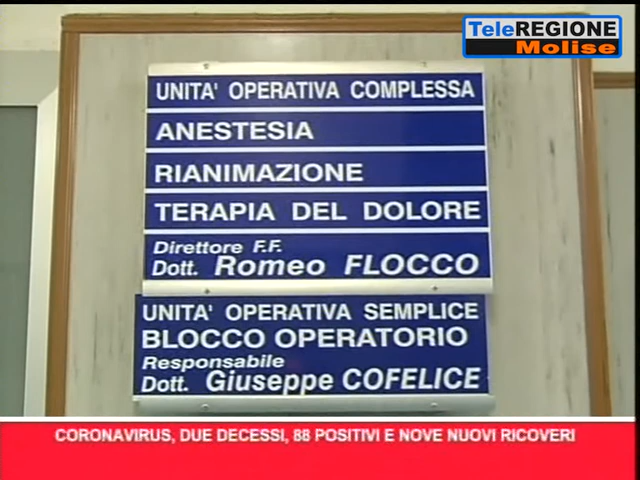 TeleREGIONE
Molise
UNITA' OPERATIVA COMPLESSA
ANESTESIA
RIANIMAZIONE
TERAPIA DEL DOLORE
Direttore F.F.
Dott. Romeo FLOCCO
UNITA' OPERATIVA SEMPLICE
BLOCCO OPERATORIO
Responsabile
Dott. Giuseppe COFELICE
CORONAVIRUS, DUE DECESSI, 88 POSITIVI E NOVE NUOVI RICOVERI